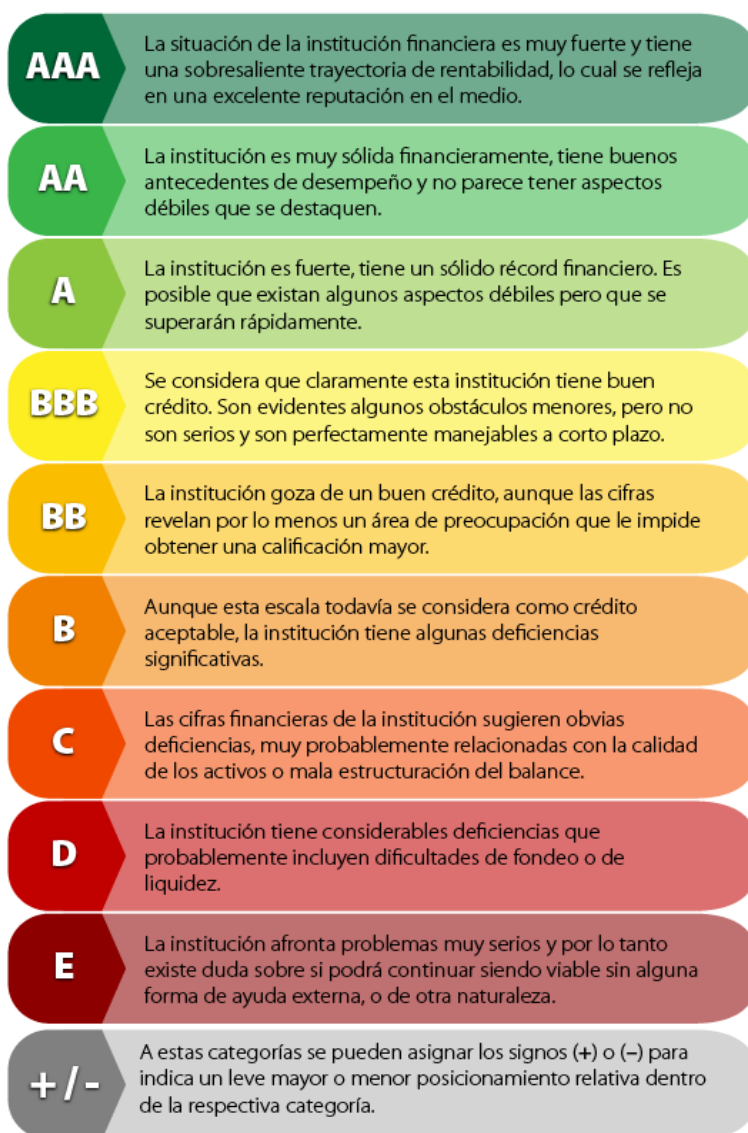 AAA
La situación de la institución financiera es muy fuerte y tiene
una sobresaliente trayectoria de rentabilidad, lo cual se refleja
en una excelente reputación en el medio.
AA
La institución es muy sólida financieramente, tiene buenos
antecedentes de desempeño y no parece tener aspectos
débiles que se destaquen.
A
La institución es fuerte, tiene un sólido récord financiero. Es
posible que existan algunos aspectos débiles pero que se
superarán rápidamente.
BBB
Se considera que claramente esta institución tiene buen
crédito. Son evidentes algunos obstáculos menores, pero no
son serios y son perfectamente manejables a corto plazo.
BB
La institución goza de un buen crédito, aunque las cifras
revelan por lo menos un área de preocupación que le impide
obtener una calificación mayor.
B
Aunque esta escala todavía se considera como crédito
aceptable, la institución tiene algunas deficiencias
significativas.
C
Las cifras financieras de la institución sugieren obvias
deficiencias, muy probablemente relacionadas con la calidad
de los activos o mala estructuración del balance.
D
La institución tiene considerables deficiencias que
probablemente incluyen dificultades de fondeo o de
liquidez.
E
La institución afronta problemas muy serios y por lo tanto
existe duda sobre si podrá continuar siendo viable sin alguna
forma de ayuda externa, o de otra naturaleza.
+ / -
A estas categorías se pueden asignar los signos (+) o (–) para
indica un leve mayor o menor posicionamiento relativa dentro
de la respectiva categoría.